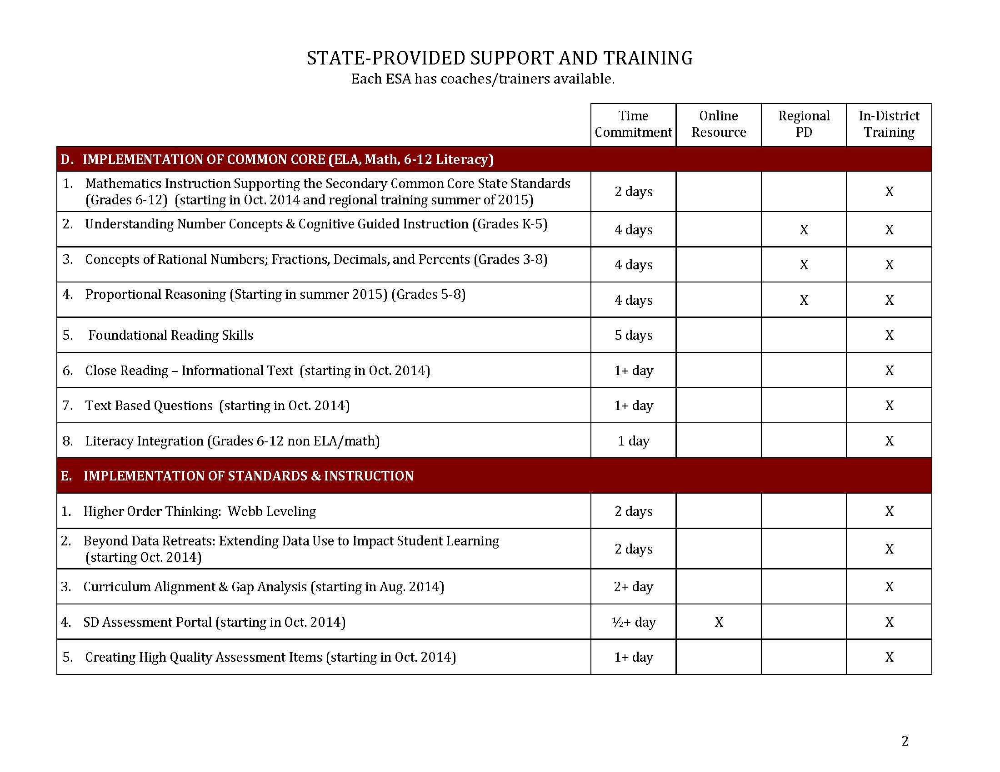 STATE-PROVIDED SUPPORT AND TRAINING
Each ESA has coaches/trainers available.
Time Commitment Online Resource Regional PD In-District Training
D. IMPLEMENTATION OF COMMON CORE (ELA, Math, 6-12 Literacy)
1. Mathematics Instruction Supporting the Secondary Common Core State Standards
(Grades 6-12) (starting in Oct. 2014 and regional training summer of 2015) 2 days X
2. Understanding Number Concepts & Cognitive Guided Instruction (Grades K-5) 4 days X X
3. Concepts of Rational Numbers; Fractions, Decimals, and Percents (Grades 3-8) 4 days X X
4. Proportional Reasoning (Starting in summer 2015) (Grades 5-8) 4 days X X
5. Foundational Reading Skills 5 days X
6. Close Reading – Informational Text (starting in Oct. 2014) 1+ day X
7. Text Based Questions (starting in Oct. 2014) 1+ day X
8. Literacy Integration (Grades 6-12 non ELA/math) 1 day X
E. IMPLEMENTATION OF STANDARDS & INSTRUCTION
1. Higher Order Thinking: Webb Leveling 2 days X
2. Beyond Data Retreats: Extending Data Use to Impact Student Learning
(starting Oct. 2014) 2 days X
3. Curriculum Alignment & Gap Analysis (starting in Aug. 2014) 2+ day X
4. SD Assessment Portal (starting in Oct. 2014) ½+ day X X
5. Creating High Quality Assessment Items (starting in Oct. 2014) 1+ day X
2